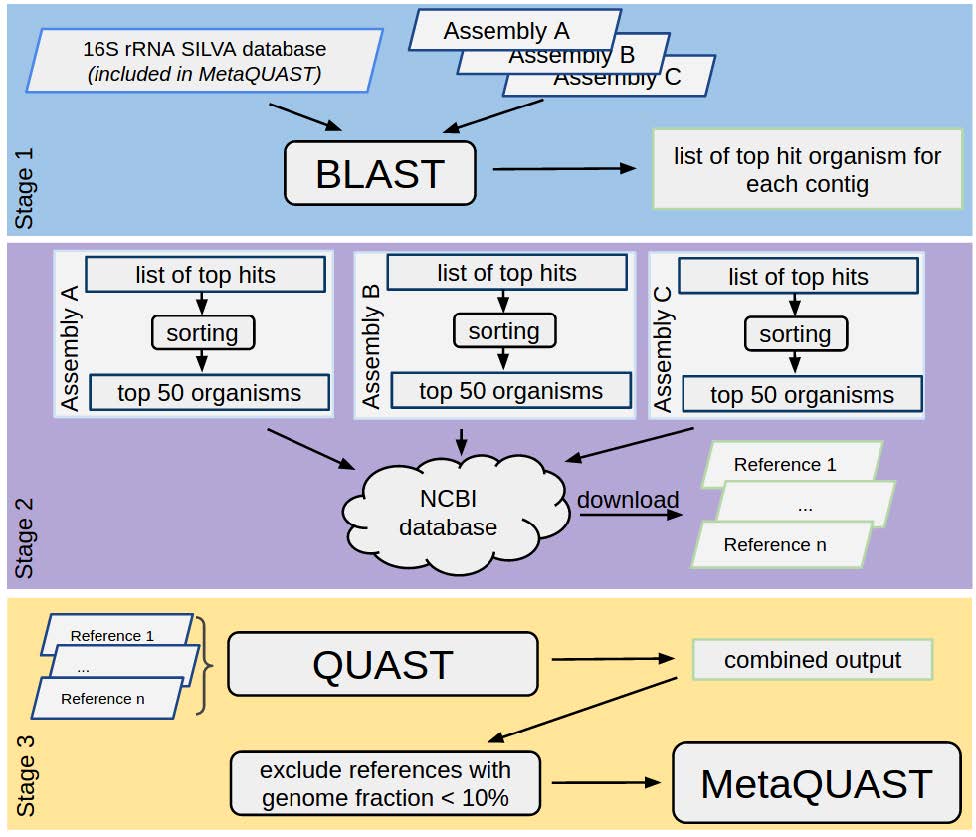 16S rRNA SILVA database
(included in MetaQUAST)
Assembly A
Assembly B
Assembly C
BLAST
list of top hit organism for
each contig
Stage 1
Assembly A
list of top hits
sorting
top 50 organisms
Assembly B
list of top hits
sorting
top 50 organisms
Assembly C
list of top hits
sorting
top 50 organisms
NCBI
database
download
Reference 1
...
Reference n
Stage 2
Reference 1
...
Reference n
QUAST
combined output
exclude references with
genome fraction < 10%
MetaQUAST
Stage 3